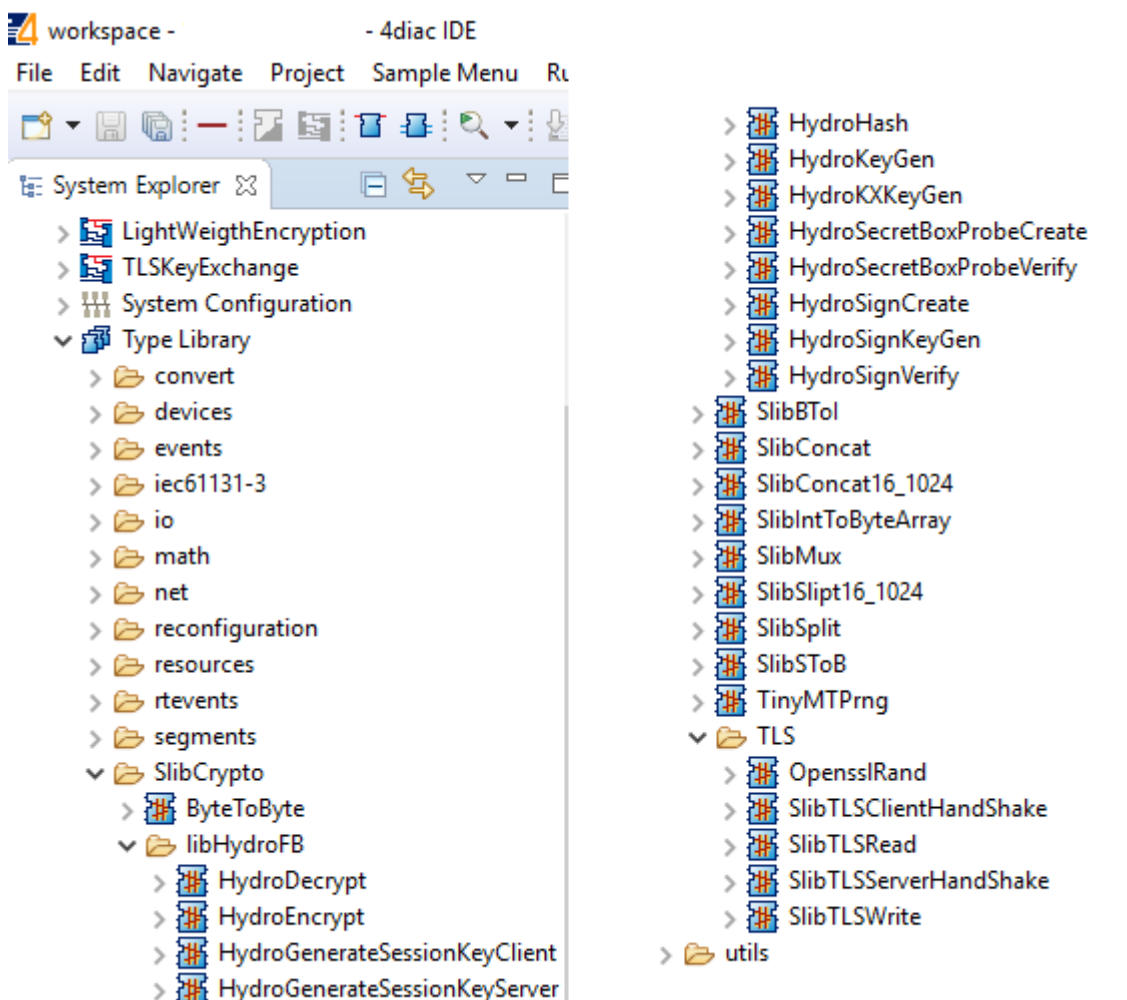 workspace - - 4diac IDE
File Edit Navigate Project Sample Menu Ru
System Explorer
LightWeigthEncryption
TLSKeyExchange
System Configuration
Type Library
convert
devices
events
iec61131-3
io
math
net
reconfiguration
resources
rtevents
segments
SlibCrypto
ByteToByte
libHydroFB
HydroDecrypt
HydroEncrypt
HydroGenerateSessionKeyClient
HydroGenerateSessionKeyServer
HydroHash
HydroKeyGen
HydroKXKeyGen
HydroSecretBoxProbeCreate
HydroSecretBoxProbeVerify
HydroSignCreate
HydroSignKeyGen
HydroSignVerify
SlibBToI
SlibConcat
SlibConcat16_1024
SlibIntToByteArray
SlibMux
SlibSlipt16_1024
SlibSplit
SlibSToB
TinyMTPrng
TLS
OpensslRand
SlibTLSClientHandShake
SlibTLSRead
SlibTLSServerHandShake
SlibTLSWrite
utils